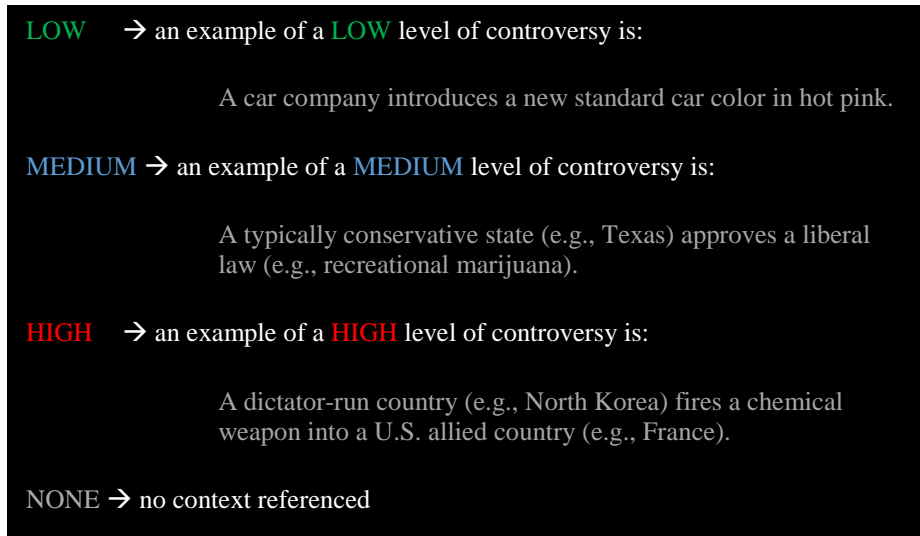 LOW → an example of a LOW level of controversy is:
A car company introduces a new standard car color in hot pink.
MEDIUM → an example of a MEDIUM level of controversy is:
A typically conservative state (e.g., Texas) approves a liberal
law (e.g., recreational marijuana).
HIGH → an example of a HIGH level of controversy is:
A dictator-run country (e.g., North Korea) fires a chemical
weapon into a U.S. allied country (e.g., France).
NONE → no context referenced